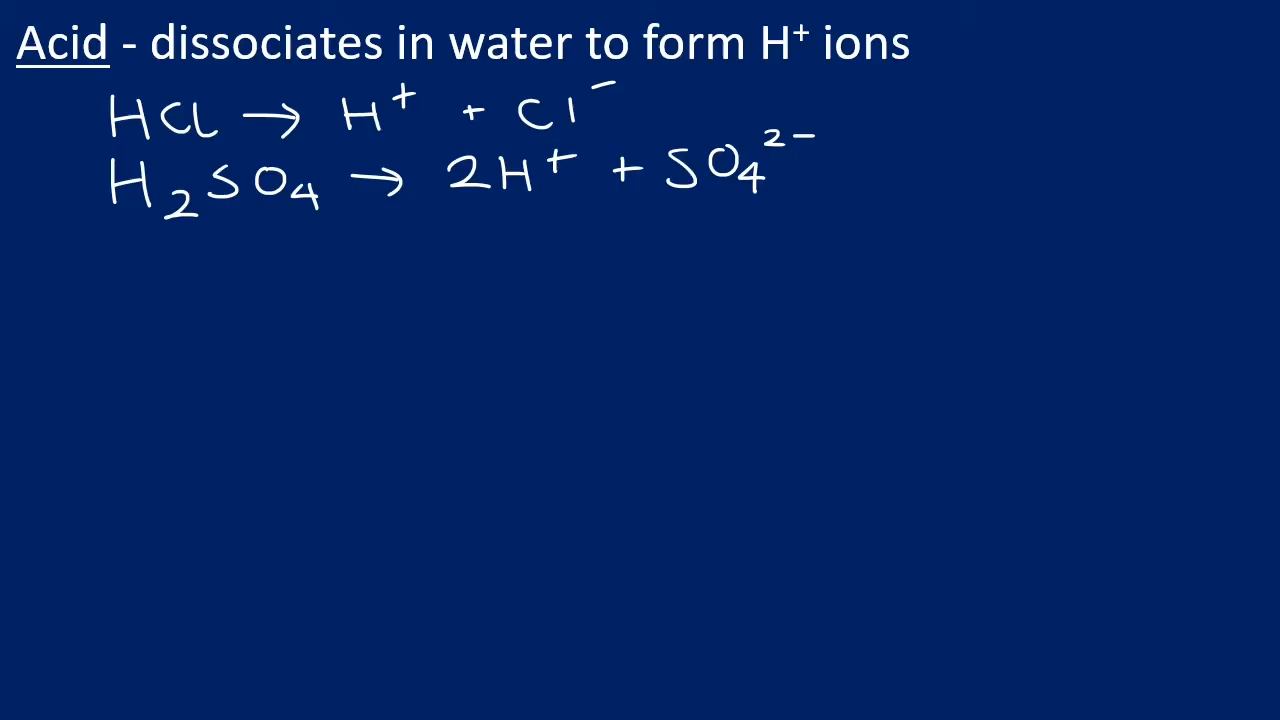 Acid - dissociates in water to form H⁺ ions
HCl → H⁺ + Cl⁻
H₂SO₄ → 2H⁺ + SO₄²⁻